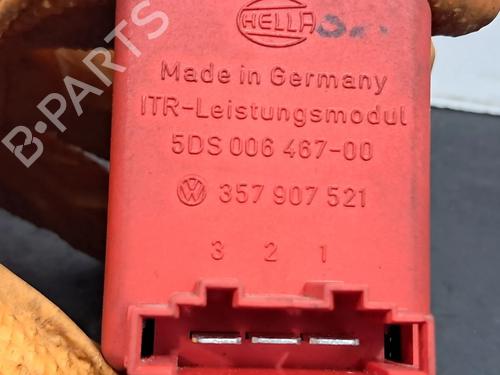 HELLA
Made in Germany
ITR-Leistungsmodul
5DS 006 467-00
357 907 521
3 2 1
B-PARTS